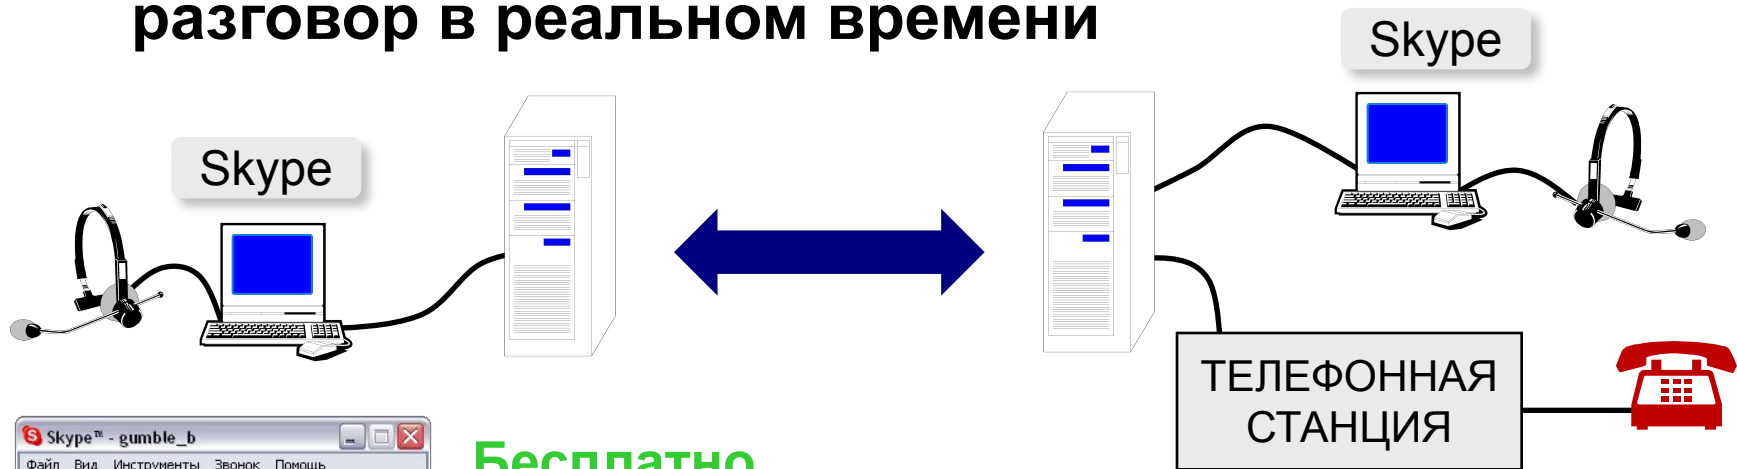 разговор в реальном времени
Skype
Skype
ТЕЛЕФОННАЯ
СТАНЦИЯ
Skype™ - gumble_b
Файл Вид Инструменты Звонок Помощь
Бесплатно